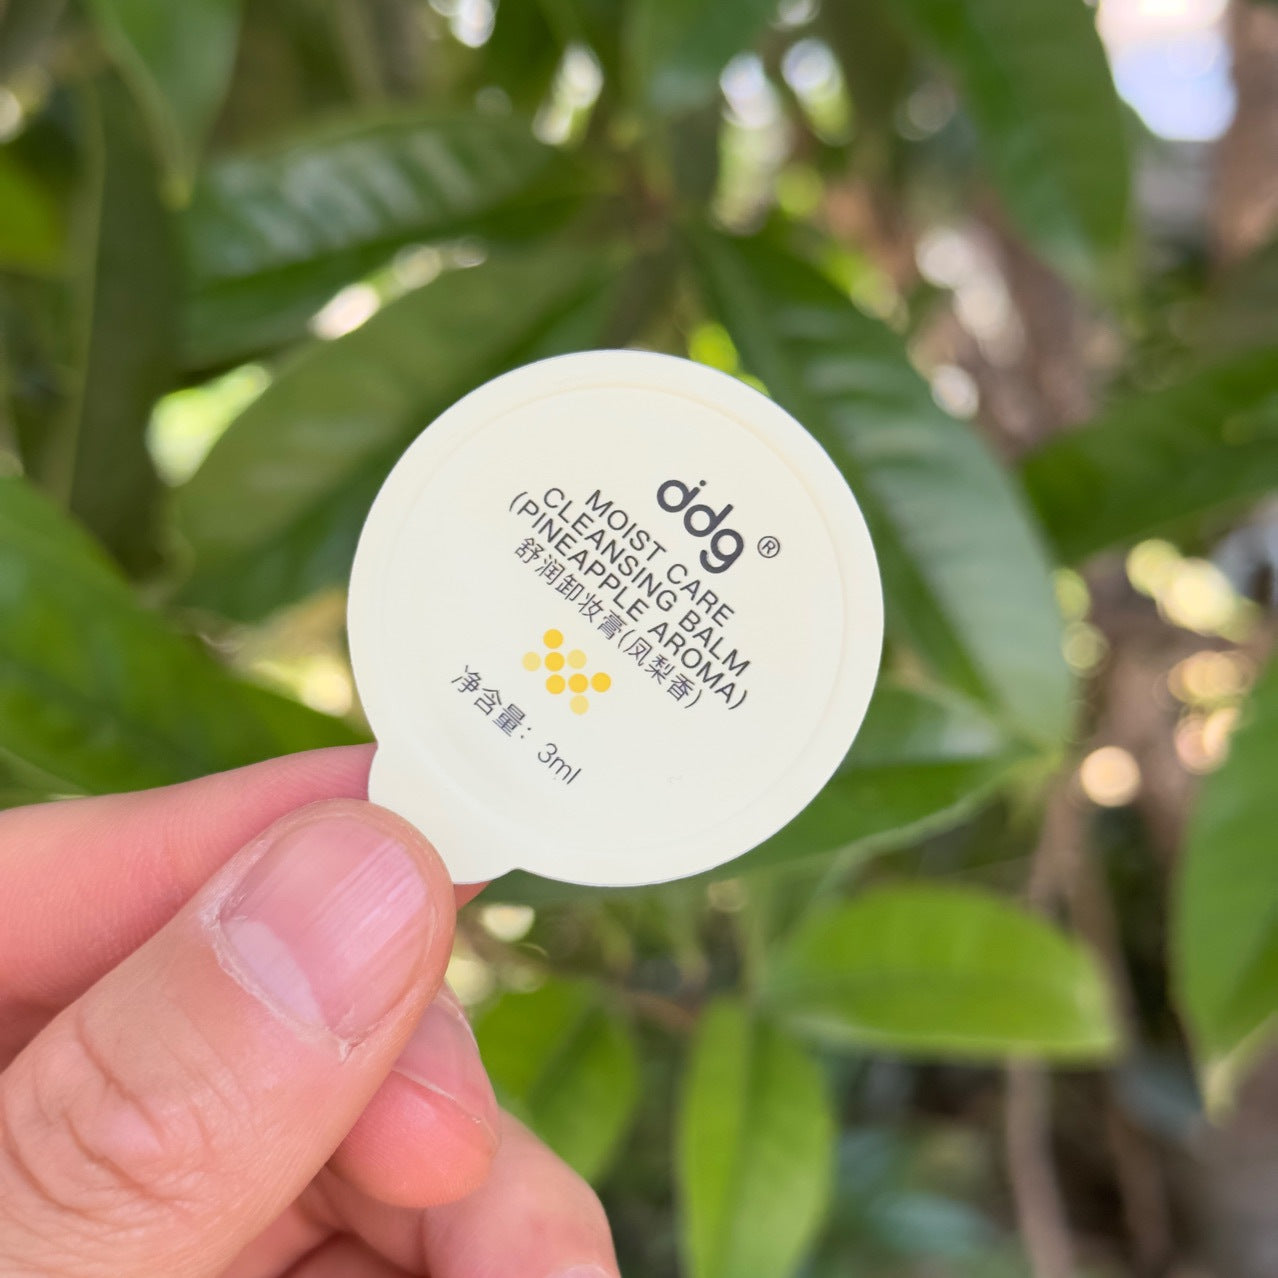 ddg®
MOIST CARE
CLEANSING BALM
(PINEAPPLE AROMA)
舒润卸妆膏(凤梨香)
净含量：3ml